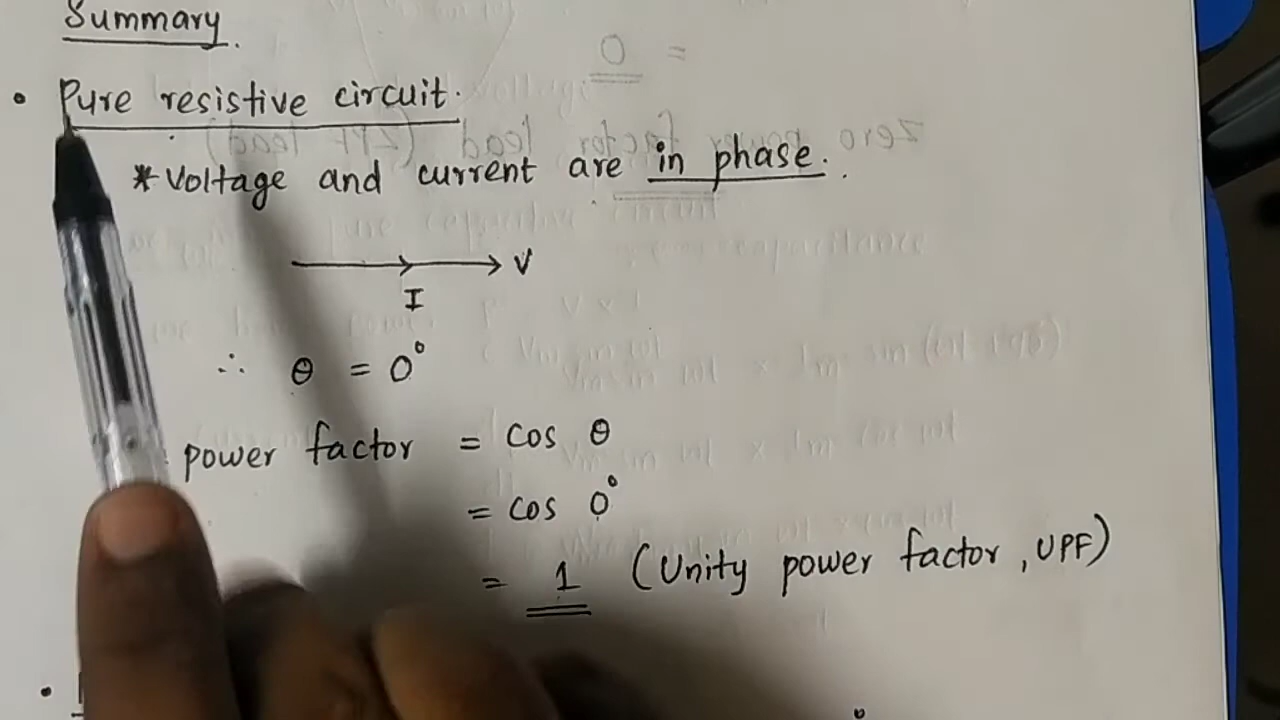 Summary.
• Pure resistive circuit.
* Voltage and current are in phase.
V
I
∴ θ = 0°
power factor = cos θ
= cos 0°
= 1 (Unity power factor, UPF)